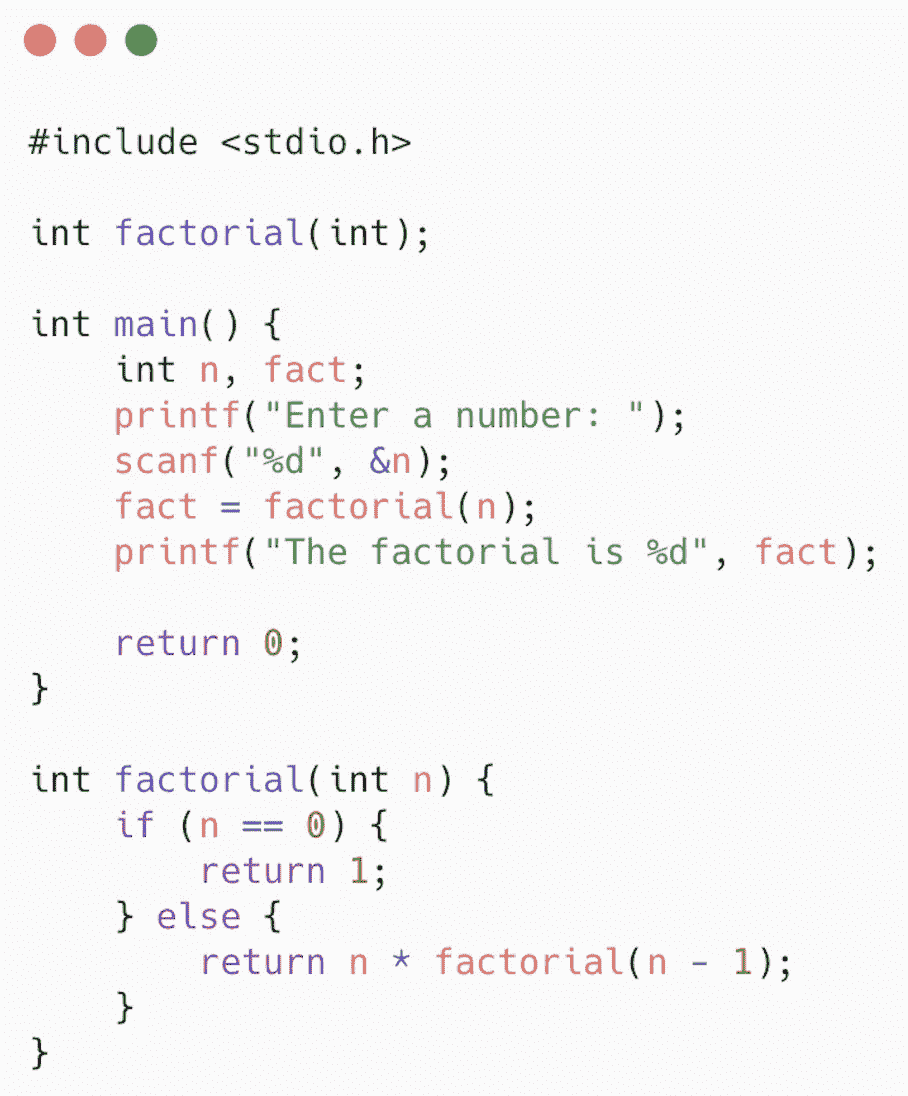 #include <stdio.h>

int factorial(int);

int main() {
    int n, fact;
    printf("Enter a number: ");
    scanf("%d", &n);
    fact = factorial(n);
    printf("The factorial is %d", fact);

    return 0;
}

int factorial(int n) {
    if (n == 0) {
        return 1;
    } else {
        return n * factorial(n - 1);
    }
}